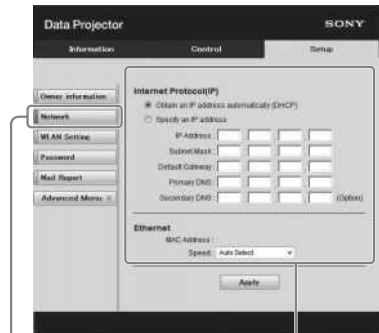 Data Projector
SONY
Information
Control
Setup
Owner information
Network
WLAN Setting
Password
Mail Report
Advanced Menu
Internet Protocol(IP)
Obtain an IP address automatically (DHCP)
Specify an IP address
IP Address :
Subnet Mask :
Default Gateway :
Primary DNS :
Secondary DNS :
(Option)
Ethernet
MAC Address :
Speed : Auto Detect
Apply